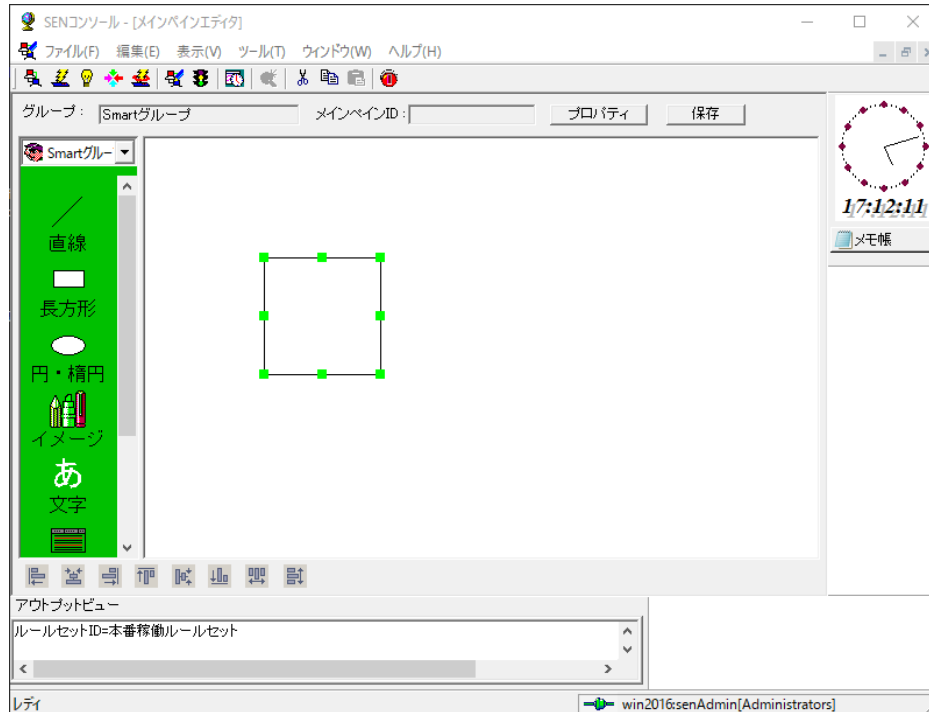 SENコンソール - [メインペインエディタ]
ファイル(F) 編集(E) 表示(V) ツール(T) ウィンドウ(W) ヘルプ(H)
グループ : Smartグループ メインペインID : プロパティ 保存
Smartグルー
直線
長方形
円・楕円
イメージ
あ
文字
17:12:11
メモ帳
アウトプットビュー
ルールセットID=本番稼働ルールセット
レディ
win2016:senAdmin[Administrators]